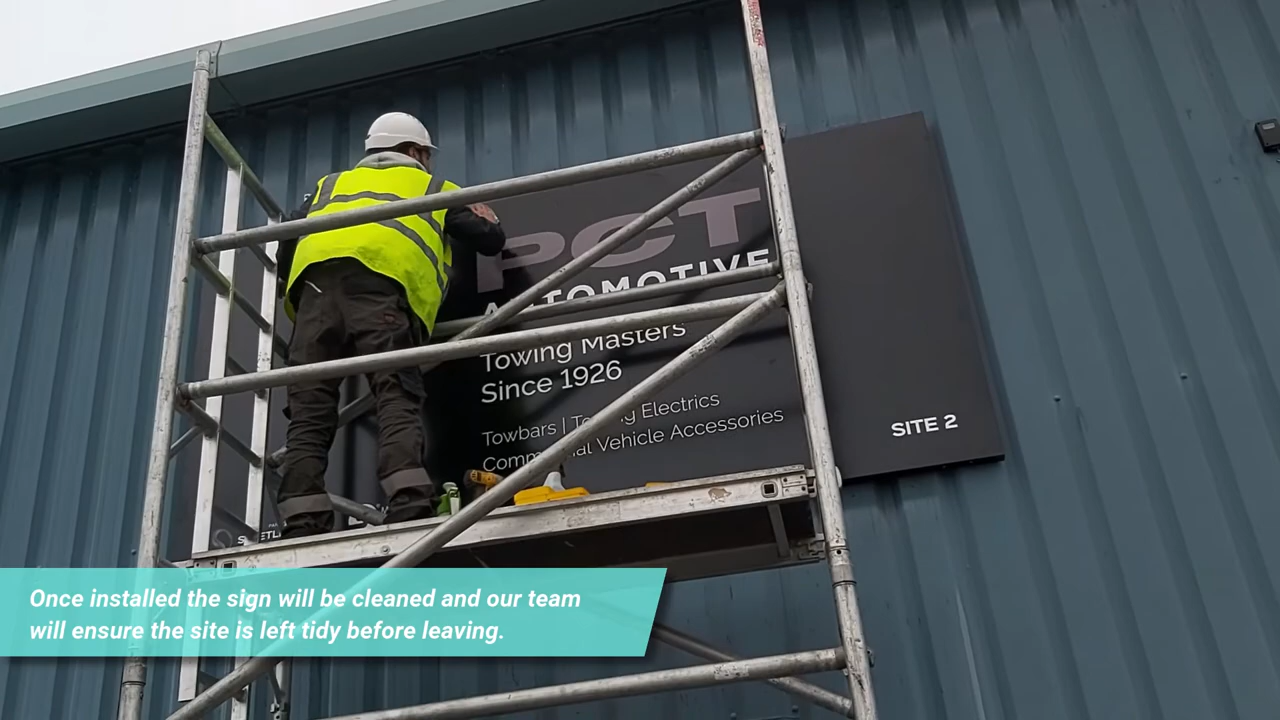 PCT
AUTOMOTIVE
Towing Masters
Since 1926
Towbars | Towing Electrics
Commercial Vehicle Accessories
SITE 2
Once installed the sign will be cleaned and our team
will ensure the site is left tidy before leaving.